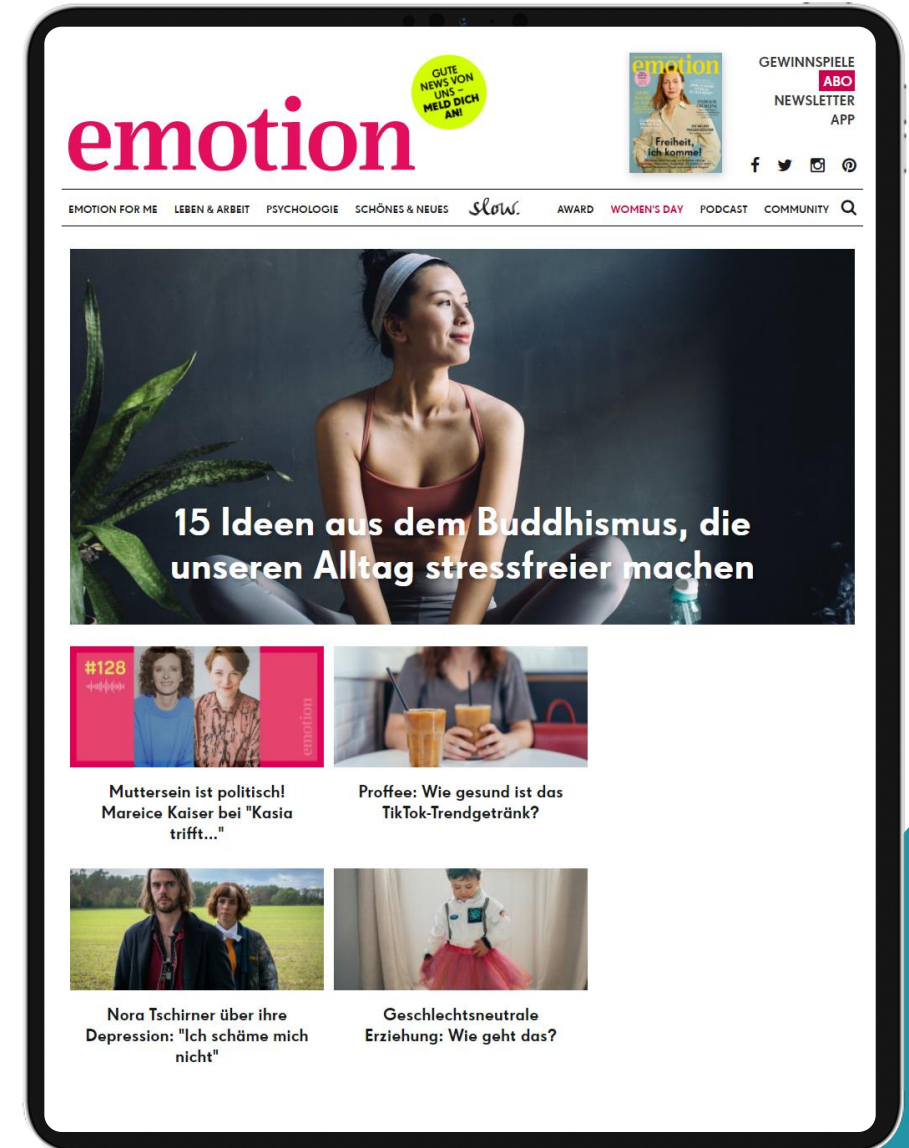 GUTE
NEWS VON
UNS –
MELD DICH
AN!
emotion
emotion
Freiheit,
ich komme!
GEWINNSPIELE
ABO
NEWSLETTER
APP
EMOTION FOR ME LEBEN & ARBEIT PSYCHOLOGIE SCHÖNES & NEUES slow. AWARD WOMEN'S DAY PODCAST COMMUNITY
15 Ideen aus dem Buddhismus, die
unseren Alltag stressfreier machen
#128
emotion
Muttersein ist politisch!
Mareice Kaiser bei "Kasia
trifft..."
Proffee: Wie gesund ist das
TikTok-Trendgetränk?
Nora Tschirner über ihre
Depression: "Ich schäme mich
nicht"
Geschlechtsneutrale
Erziehung: Wie geht das?